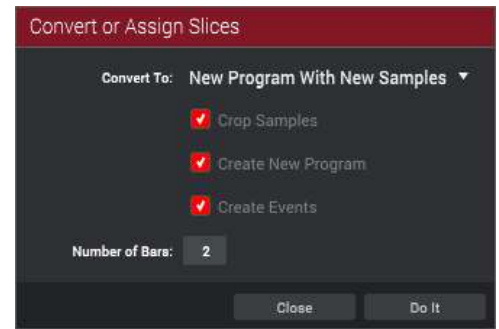 Convert or Assign Slices
Convert To: New Program With New Samples
Crop Samples
Create New Program
Create Events
Number of Bars: 2
Close Do It